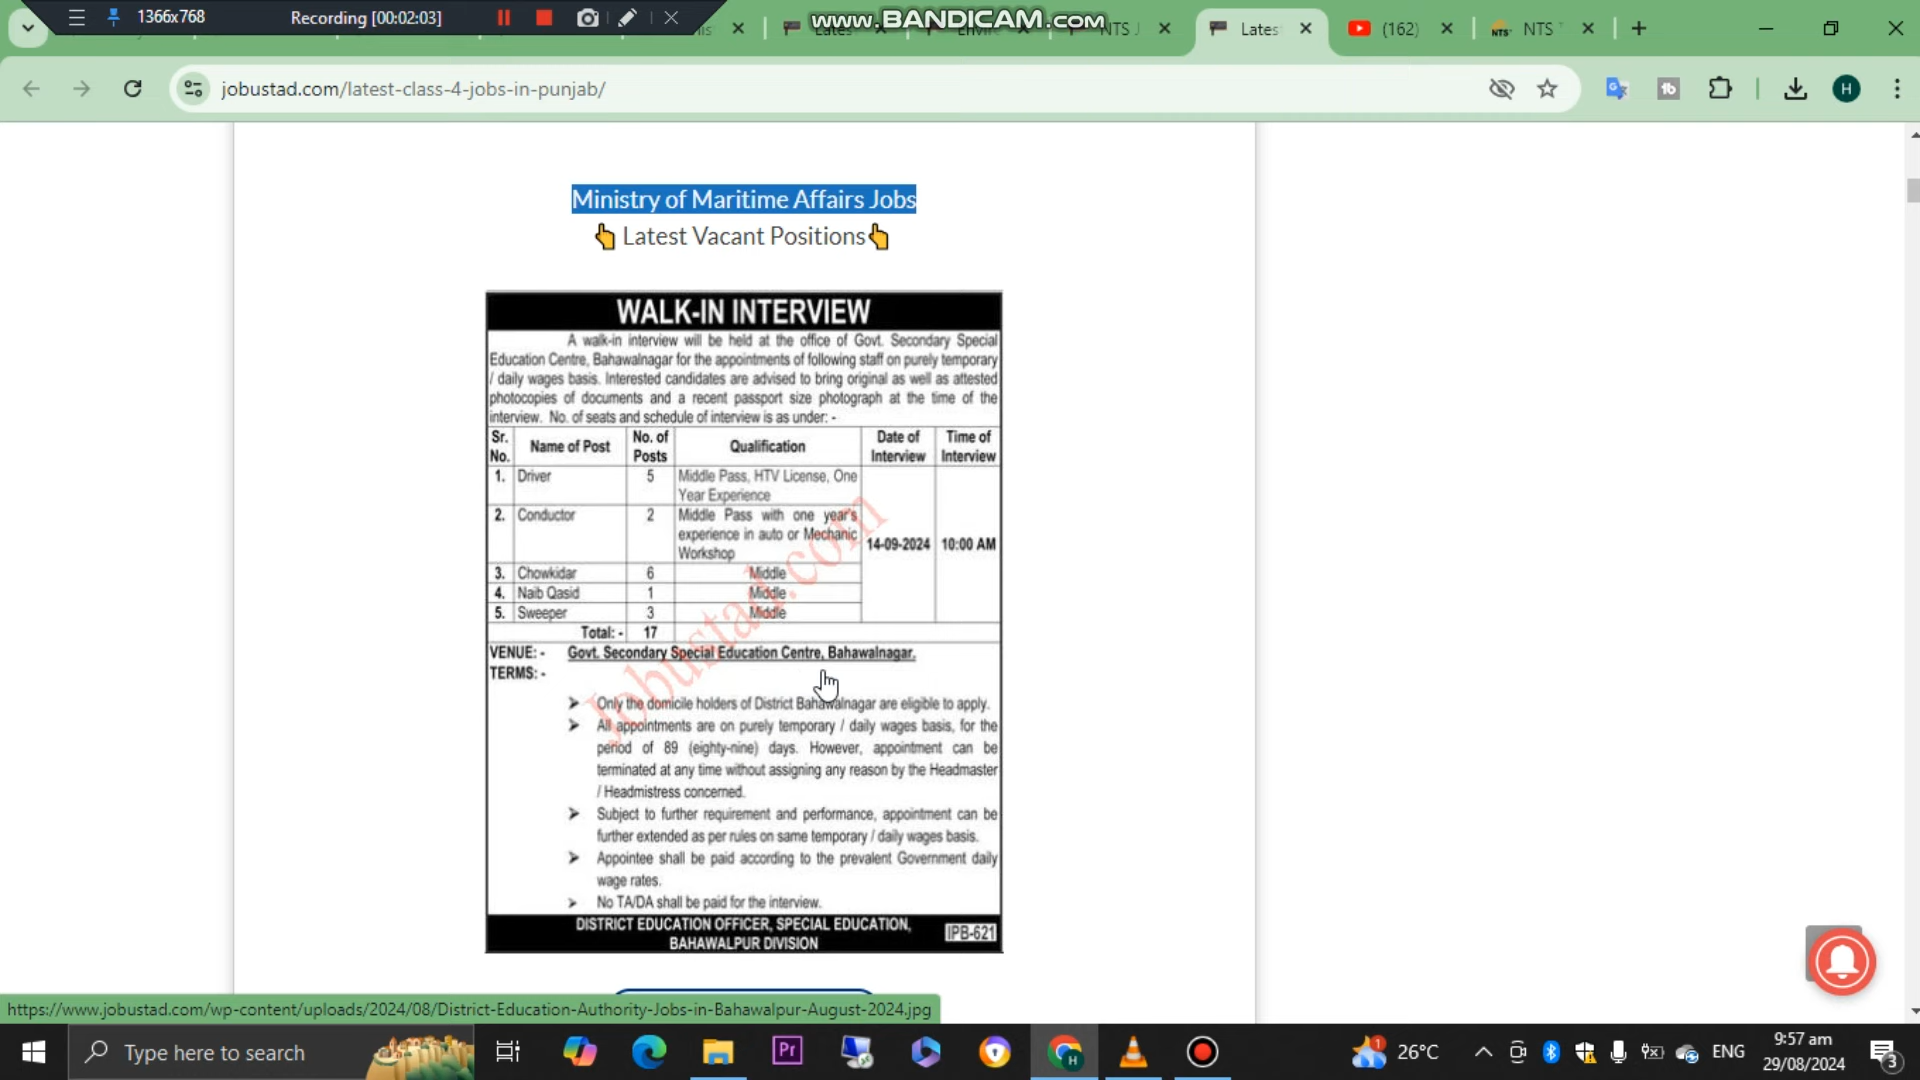 1366x768
Recording [00:02:03]
www.BANDICAM.com
Latest
(162)
NTS
jobustad.com/latest-class-4-jobs-in-punjab/
H
Ministry of Maritime Affairs Jobs
👆 Latest Vacant Positions👆
WALK-IN INTERVIEW
A walk-in interview will be held at the office of Govt. Secondary Special
Education Centre, Bahawalnagar for the appointments of following staff on purely temporary
/ daily wages basis. Interested candidates are advised to bring original as well as attested
photocopies of documents and a recent passport size photograph at the time of the
interview. No. of seats and schedule of interview is as under: -
Sr. No. Name of Post No. of Posts Qualification Date of Interview Time of Interview
1. Driver 5 Middle Pass, HTV License, One
Year Experience
2. Conductor 2 Middle Pass with one year's
experience in auto or Mechanic
Workshop
14-09-2024 10:00 AM
3. Chowkidar 6 Middle
4. Naib Qasid 1 Middle
5. Sweeper 3 Middle
Total: - 17
Jobustad.com
VENUE: - Govt. Secondary Special Education Centre, Bahawalnagar.
TERMS: -
➤ Only the domicile holders of District Bahawalnagar are eligible to apply.
➤ All appointments are on purely temporary / daily wages basis, for the
period of 89 (eighty-nine) days. However, appointment can be
terminated at any time without assigning any reason by the Headmaster
/ Headmistress concerned.
➤ Subject to further requirement and performance, appointment can be
further extended as per rules on same temporary / daily wages basis.
➤ Appointee shall be paid according to the prevalent Government daily
wage rates.
➤ No TA/DA shall be paid for the interview.
DISTRICT EDUCATION OFFICER, SPECIAL EDUCATION,
BAHAWALPUR DIVISION
IPB-621
https://www.jobustad.com/wp-content/uploads/2024/08/District-Education-Authority-Jobs-in-Bahawalpur-August-2024.jpg
Type here to search
Pr
H
1
26°C
ENG
9:57 am
29/08/2024
3